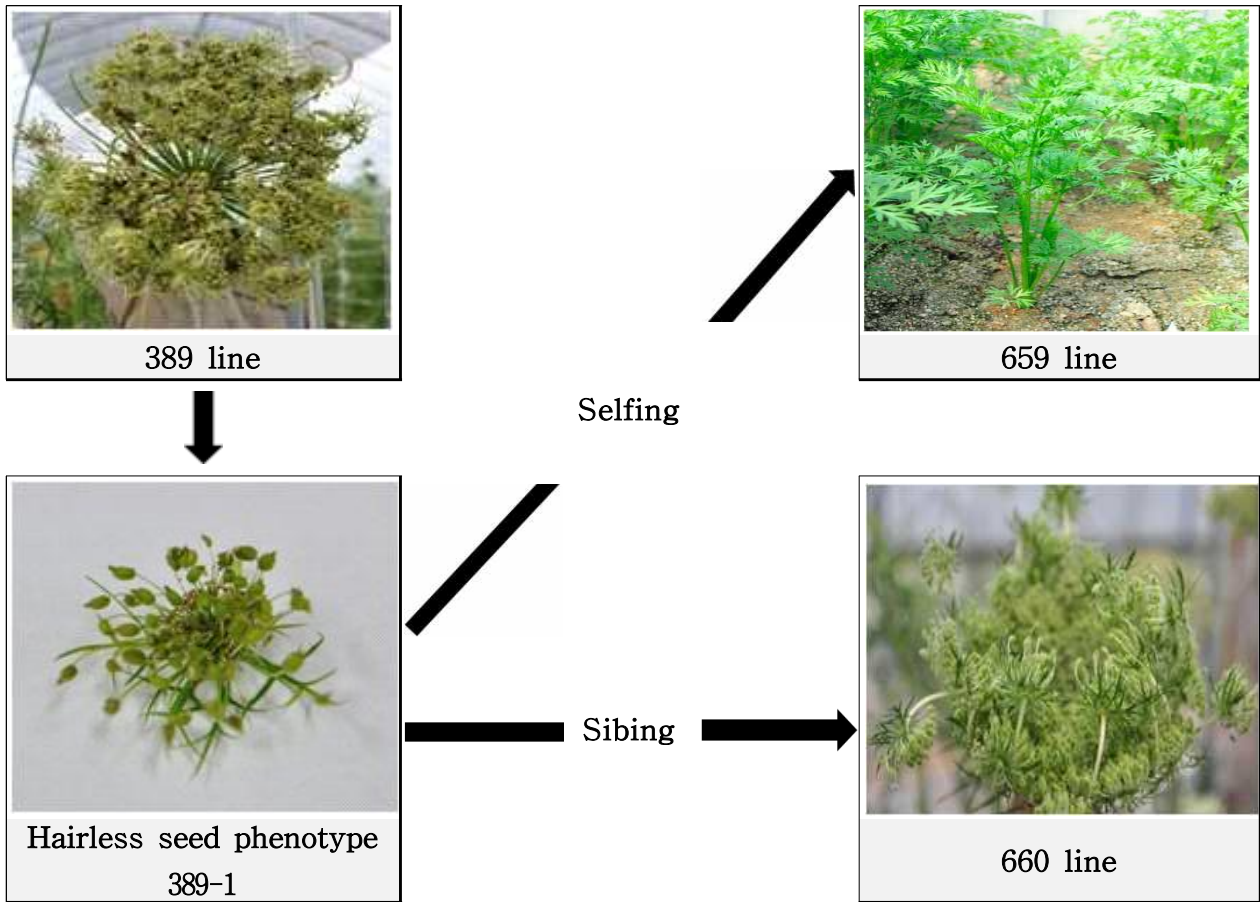 389 line
659 line
Selfing
Sibing
Hairless seed phenotype
389-1
660 line